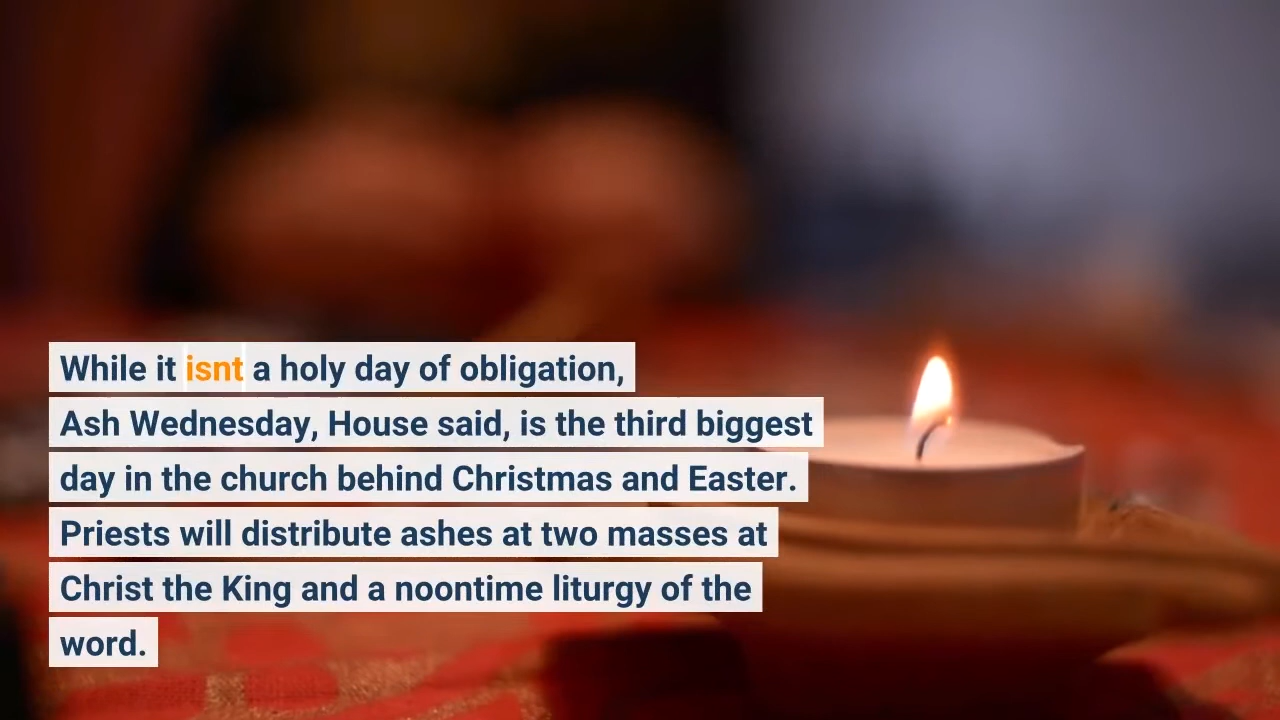 While it isnt a holy day of obligation,
Ash Wednesday, House said, is the third biggest
day in the church behind Christmas and Easter.
Priests will distribute ashes at two masses at
Christ the King and a noontime liturgy of the
word.